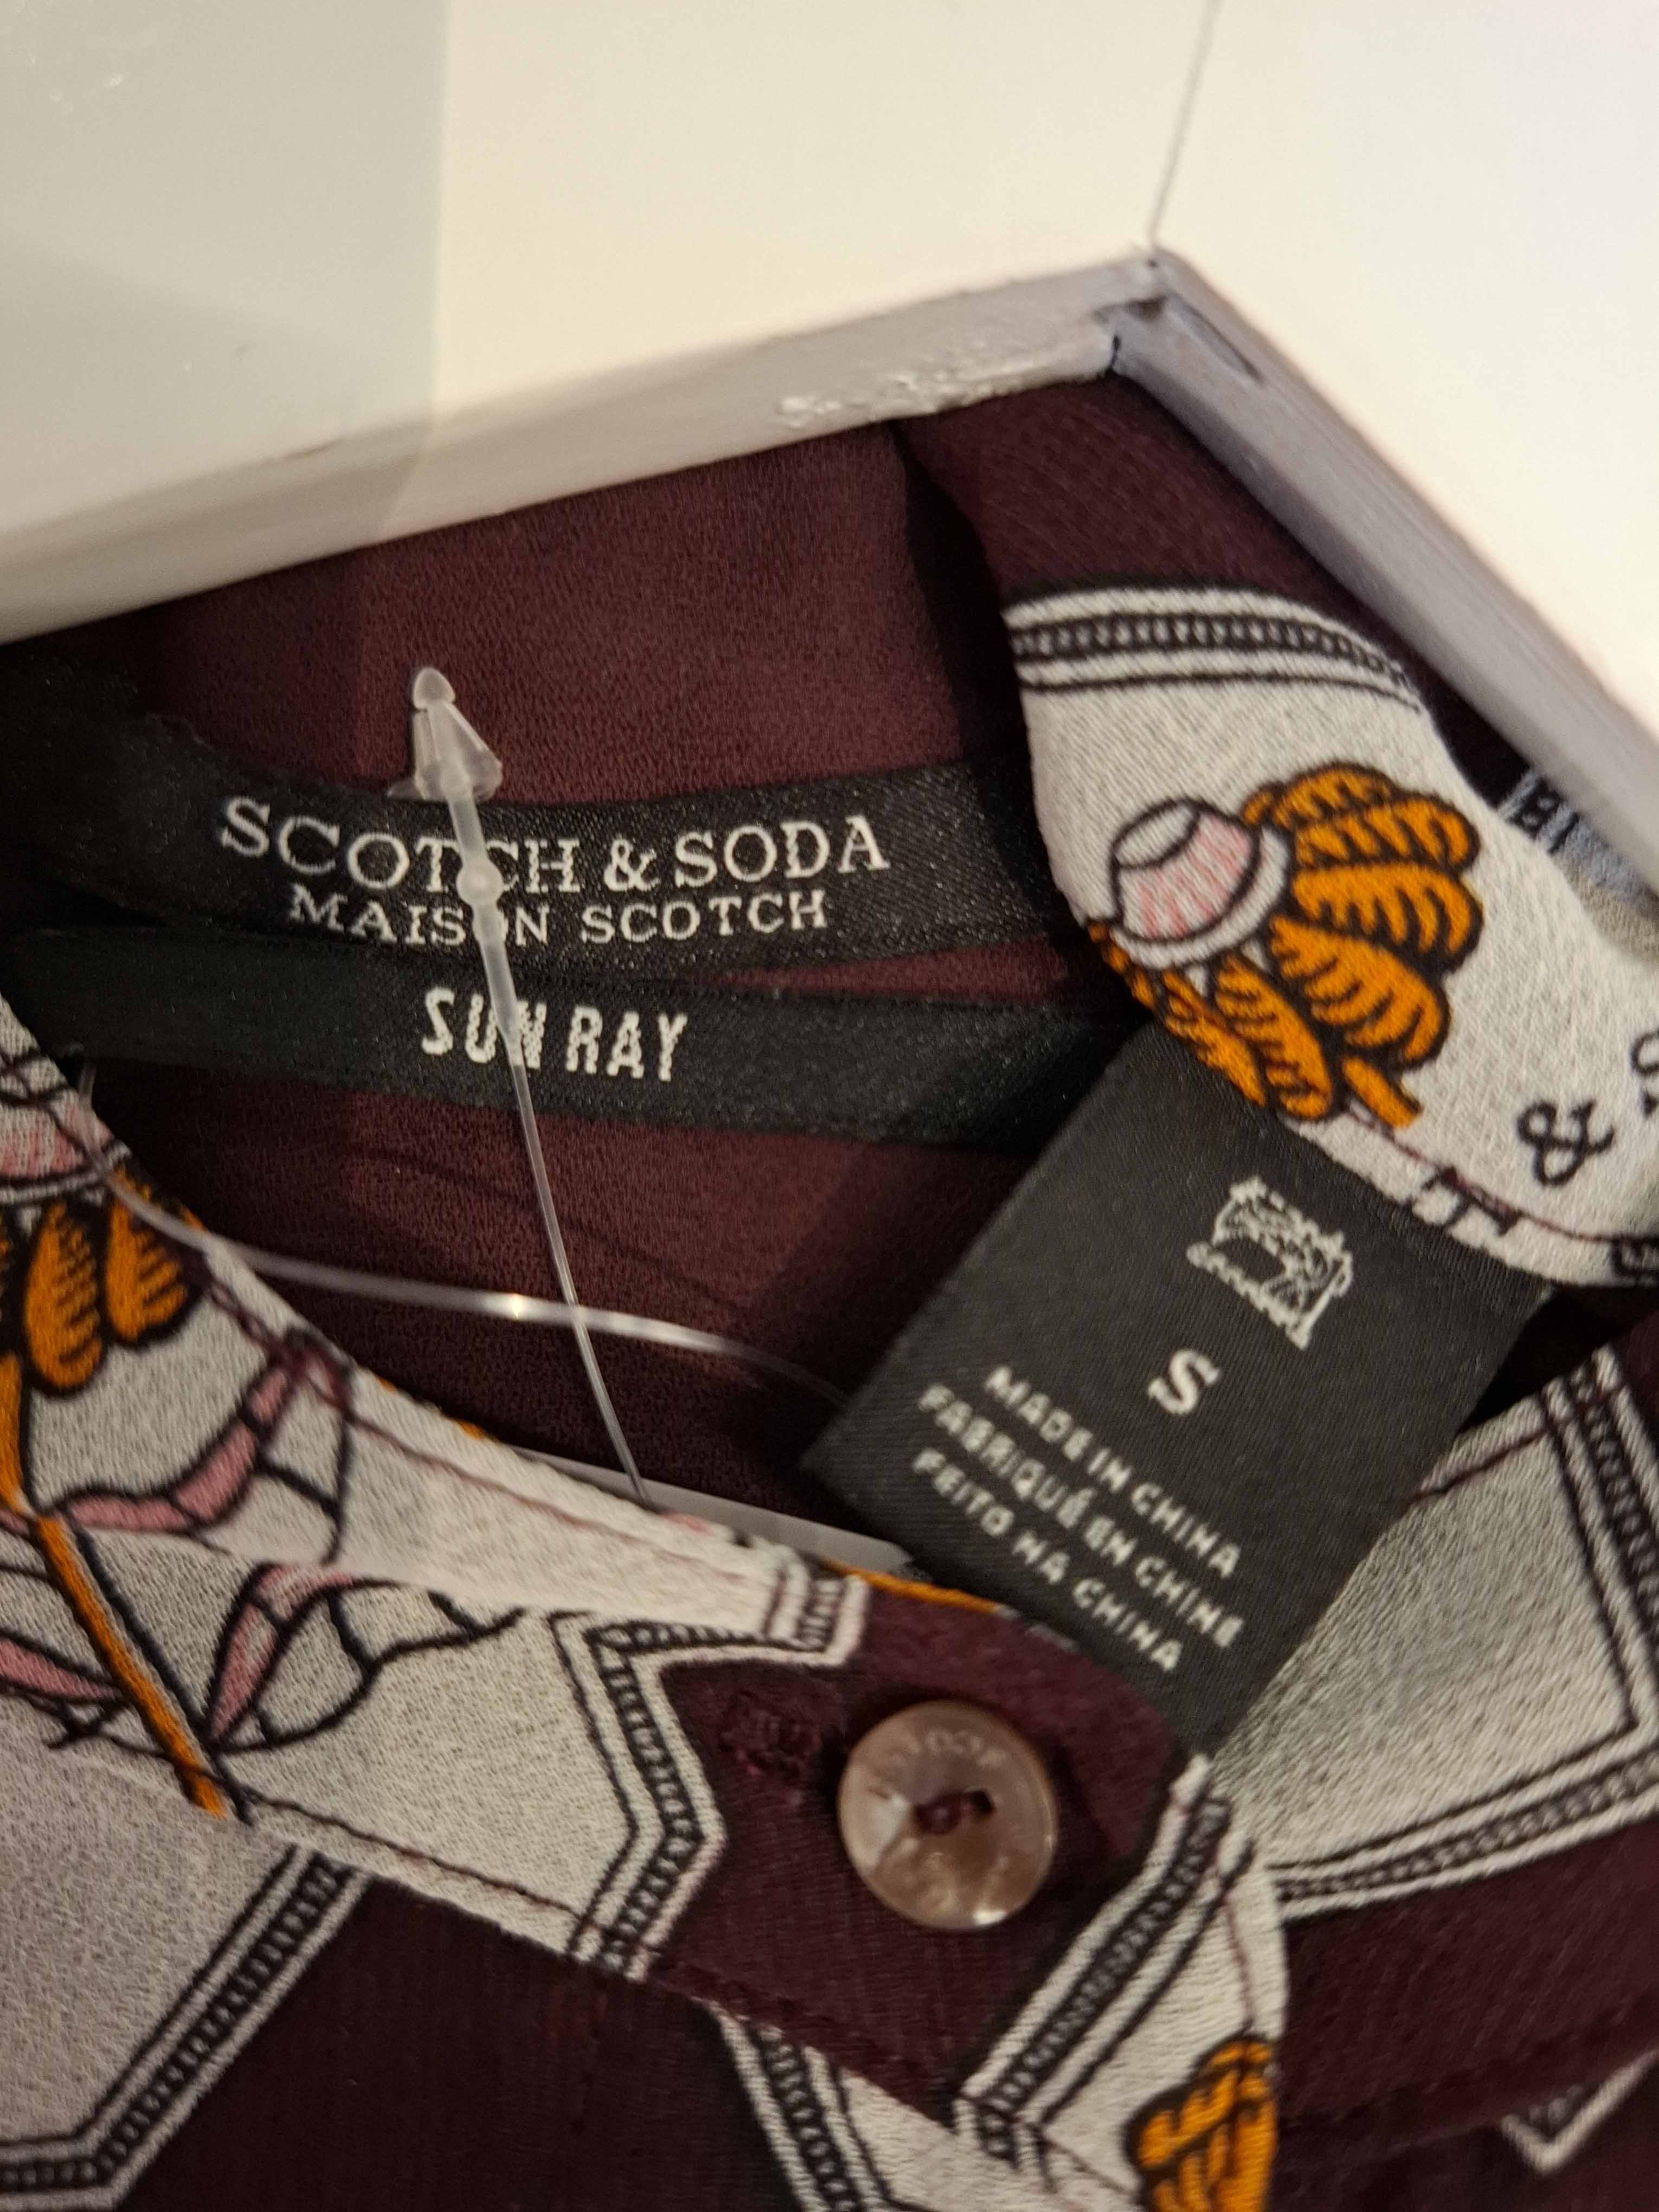 SCOTCH & SODA
MAISON SCOTCH
SUN RAY
&
S
MADE IN CHINA
FABRIQUÉ EN CHINE
FEITO NA CHINA